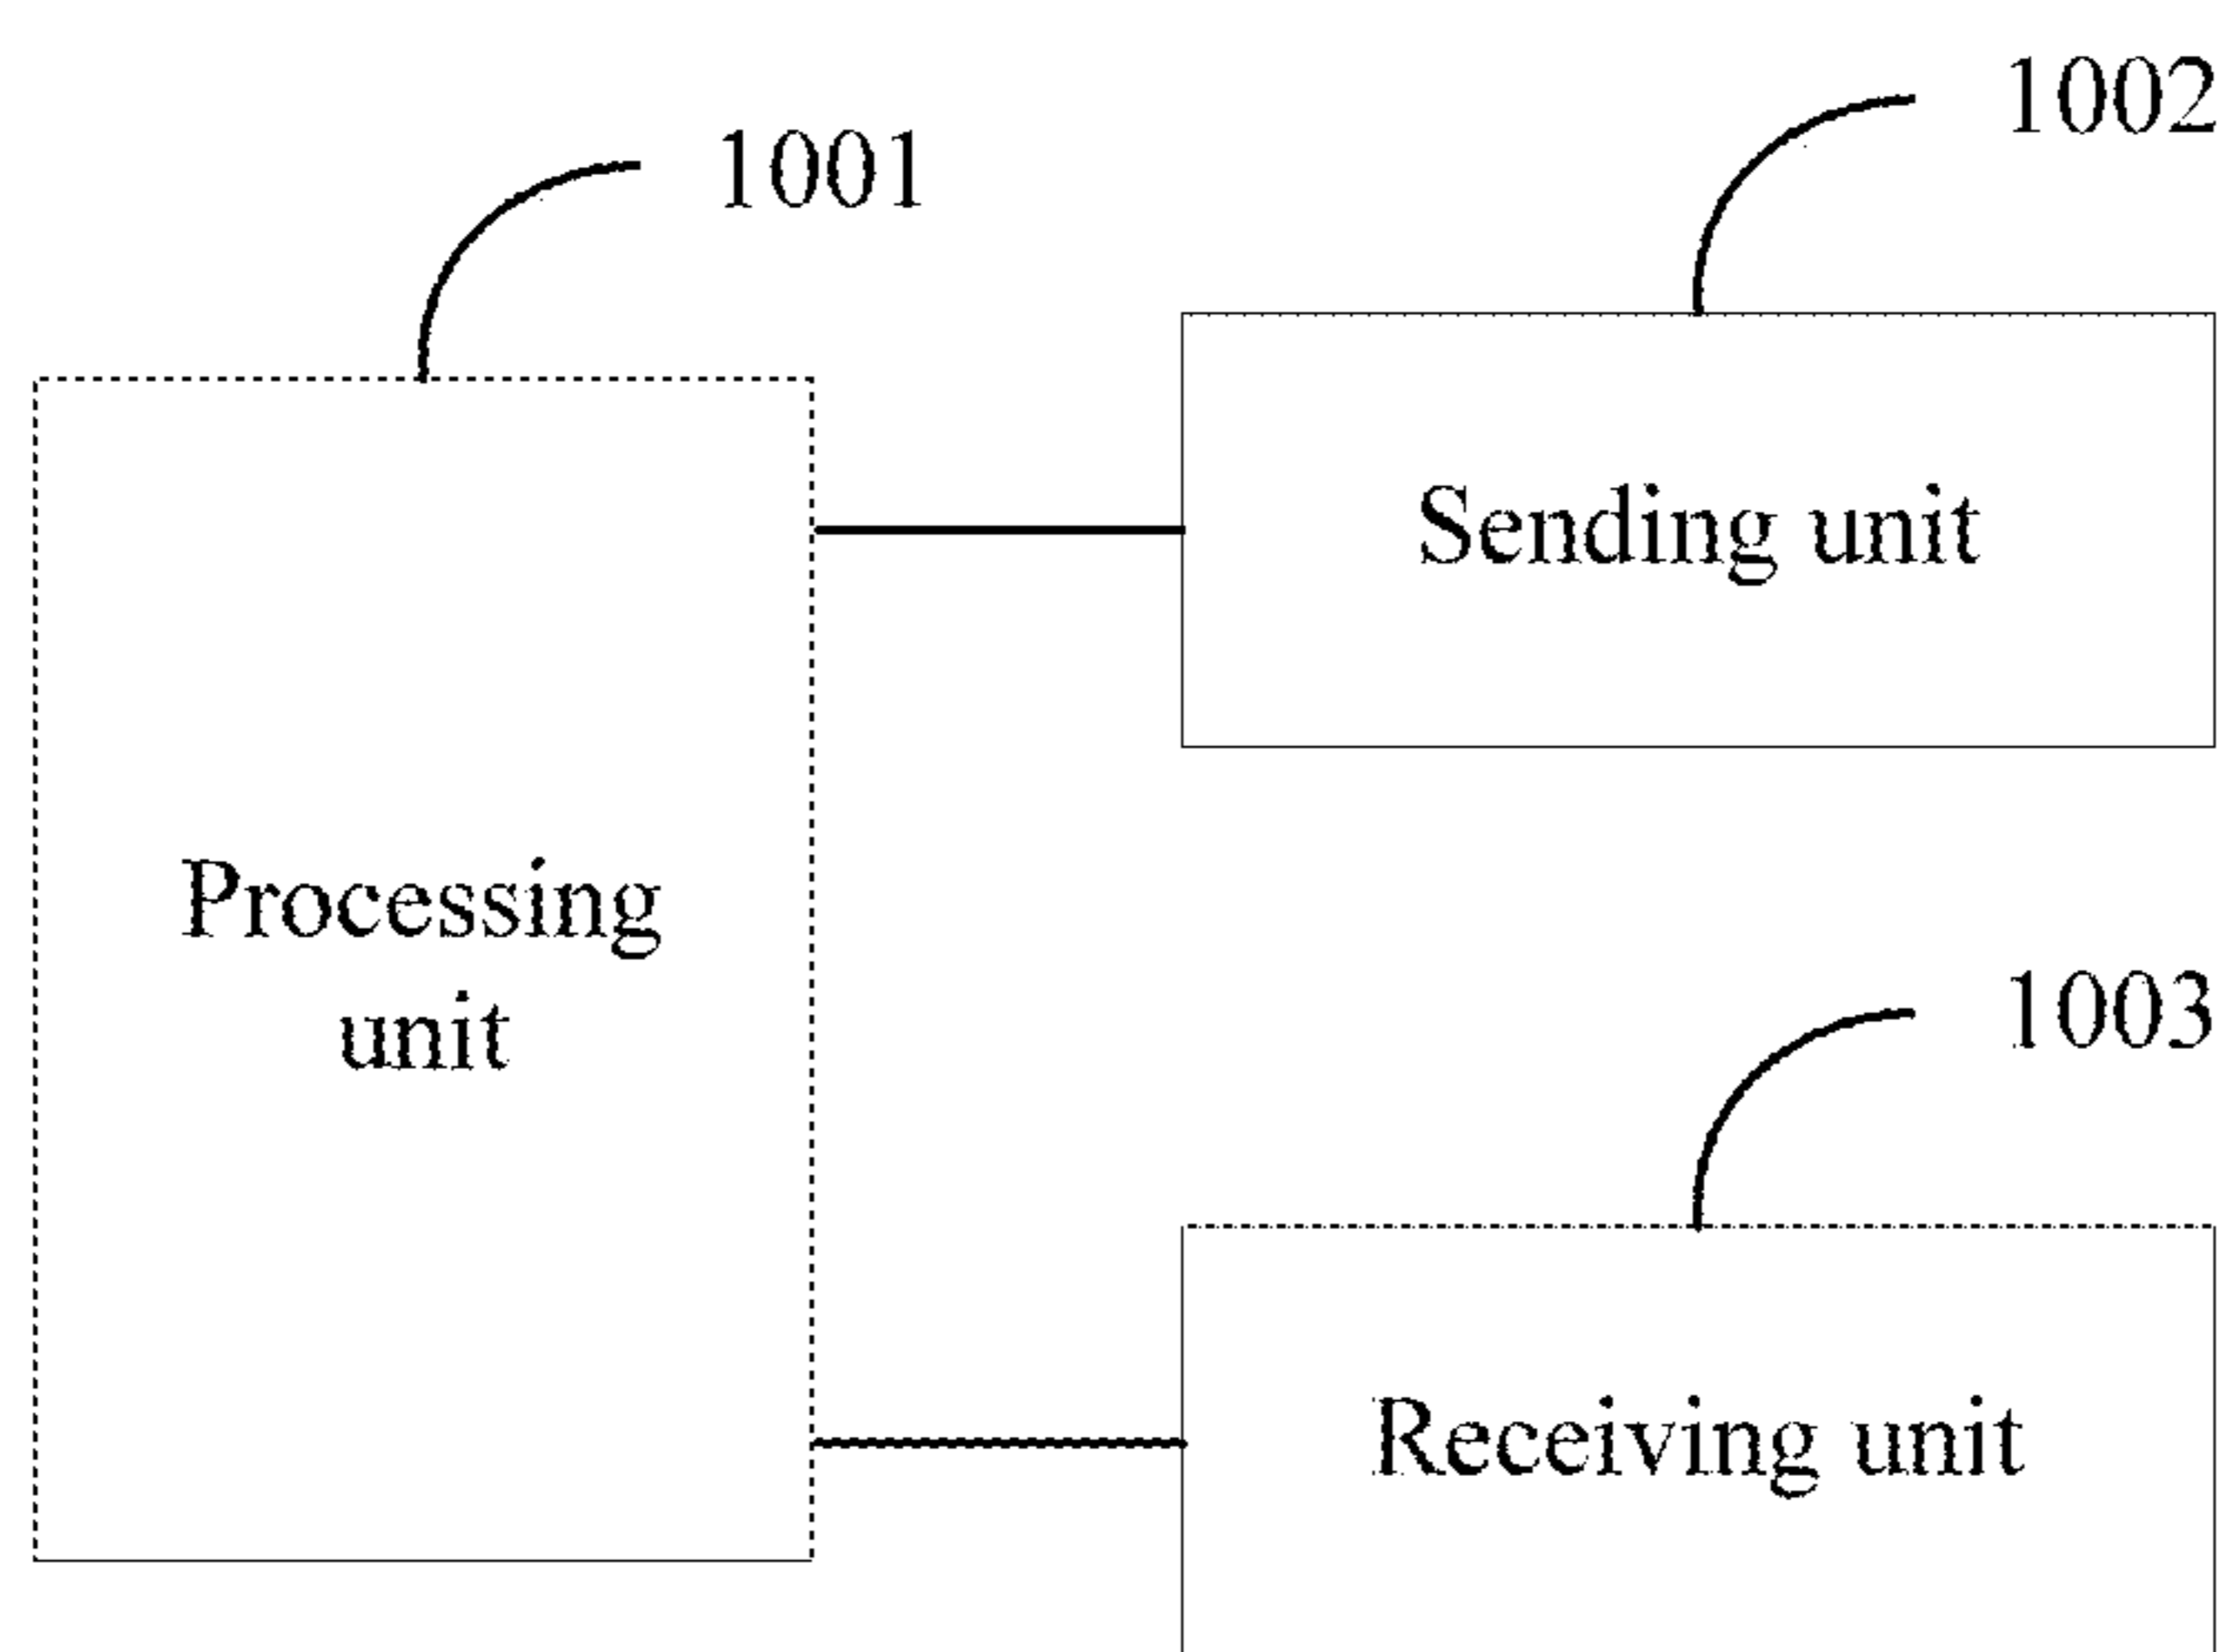 1002
1001
Sending unit
Processing
unit
1003
Receiving unit